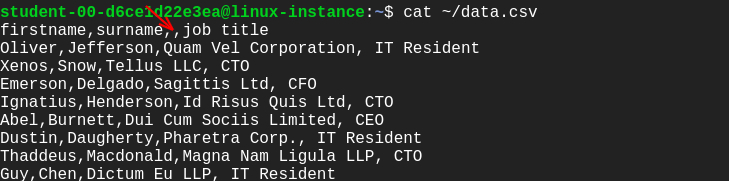 student-00-d6ce1d22e3ea@linux-instance:~$ cat ~/data.csv
firstname,surname,,job title
Oliver,Jefferson,Quam Vel Corporation, IT Resident
Xenos,Snow,Tellus LLC, CTO
Emerson,Delgado,Sagittis Ltd, CFO
Ignatius,Henderson,Id Risus Quis Ltd, CTO
Abel,Burnett,Dui Cum Sociis Limited, CEO
Dustin,Daugherty,Pharetra Corp., IT Resident
Thaddeus,Macdonald,Magna Nam Ligula LLP, CTO
Guy,Chen,Dictum Eu LLP, IT Resident